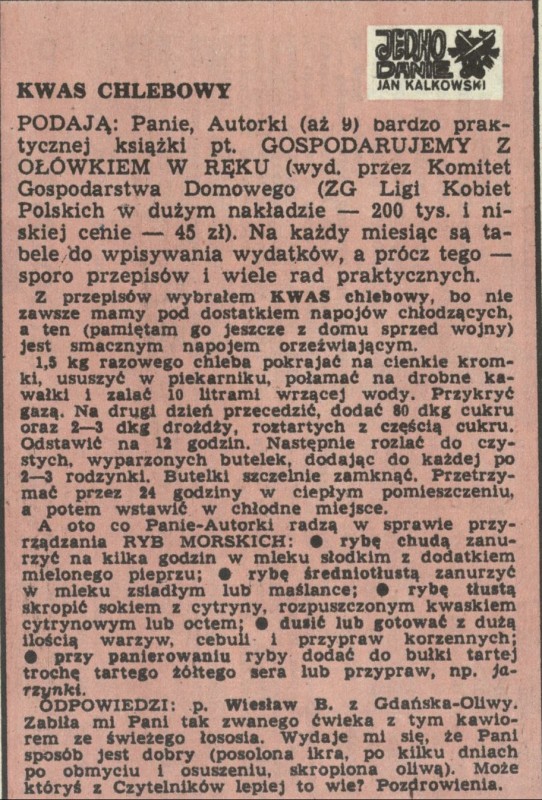 JEDNO
DANIE
JAN KALKOWSKI
KWAS CHLEBOWY
PODAJĄ: Panie, Autorki (aż 9) bardzo prak-
tycznej książki pt. GOSPODARUJEMY Z
OŁÓWKIEM W RĘKU (wyd. przez Komitet
Gospodarstwa Domowego (ZG Ligi Kobiet
Polskich w dużym nakładzie — 200 tys. i ni-
skiej cenie — 45 zł). Na każdy miesiąc są ta-
bele do wpisywania wydatków, a prócz tego —
sporo przepisów i wiele rad praktycznych.
Z przepisów wybrałem KWAS chlebowy, bo nie
zawsze mamy pod dostatkiem napojów chłodzących,
a ten (pamiętam go jeszcze z domu sprzed wojny)
jest smacznym napojem orzeźwiającym.
1,5 kg razowego chleba pokrajać na cienkie krom-
ki, ususzyć w piekarniku, połamać na drobne ka-
wałki i zalać 10 litrami wrzącej wody. Przykryć
gazą. Na drugi dzień przecedzić, dodać 80 dkg cukru
oraz 2—3 dkg drożdży, roztartych z częścią cukru.
Odstawić na 12 godzin. Następnie rozlać do czy-
stych, wyparzonych butelek, dodając do każdej po
2—3 rodzynki. Butelki szczelnie zamknąć. Przetrzy-
mać przez 24 godziny w ciepłym pomieszczeniu,
a potem wstawić w chłodne miejsce.
A oto co Panie-Autorki radzą w sprawie przy-
rządzania RYB MORSKICH: ● rybę chudą zanu-
rzyć na kilka godzin w mleku słodkim z dodatkiem
mielonego pieprzu; ● rybę średniotłustą zanurzyć
w mleku zsiadłym lub maślance; ● rybę tłustą
skropić sokiem z cytryny, rozpuszczonym kwaskiem
cytrynowym lub octem; ● dusić lub gotować z dużą
ilością warzyw, cebuli i przypraw korzennych;
● przy panierowaniu ryby dodać do bułki tartej
trochę tartego żółtego sera lub przypraw, np. ja-
rzynki.
ODPOWIEDZI: p. Wiesław B. z Gdańska-Oliwy.
Zabiła mi Pani tak zwanego ćwieka z tym kawio-
rem ze świeżego łososia. Wydaje mi się, że Pani
sposób jest dobry (posolona ikra, po kilku dniach
po obmyciu i osuszeniu, skropiona oliwą). Może
któryś z Czytelników lepiej to wie? Pozdrowienia.